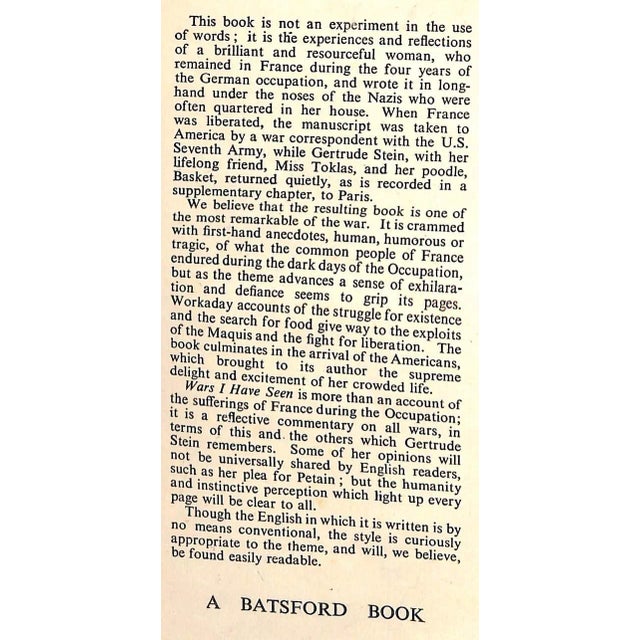 This book is not an experiment in the use
of words ; it is the experiences and reflections
of a brilliant and resourceful woman, who
remained in France during the four years of
the German occupation, and wrote it in long-
hand under the noses of the Nazis who were
often quartered in her house. When France
was liberated, the manuscript was taken to
America by a war correspondent with the U.S.
Seventh Army, while Gertrude Stein, with her
lifelong friend, Miss Toklas, and her poodle,
Basket, returned quietly, as is recorded in a
supplementary chapter, to Paris.
We believe that the resulting book is one of
the most remarkable of the war. It is crammed
with first-hand anecdotes, human, humorous or
tragic, of what the common people of France
endured during the dark days of the Occupation,
but as the theme advances a sense of exhilara-
tion and defiance seems to grip its pages.
Workaday accounts of the struggle for existence
and the search for food give way to the exploits
of the Maquis and the fight for liberation. The
book culminates in the arrival of the Americans,
which brought to its author the supreme
delight and excitement of her crowded life.
Wars I Have Seen is more than an account of
the sufferings of France during the Occupation;
it is a reflective commentary on all wars, in
terms of this and the others which Gertrude
Stein remembers. Some of her opinions will
not be universally shared by English readers,
such as her plea for Petain ; but the humanity
and instinctive perception which light up every
page will be clear to all.
Though the English in which it is written is by
no means conventional, the style is curiously
appropriate to the theme, and will, we believe,
be found easily readable.
A BATSFORD BOOK